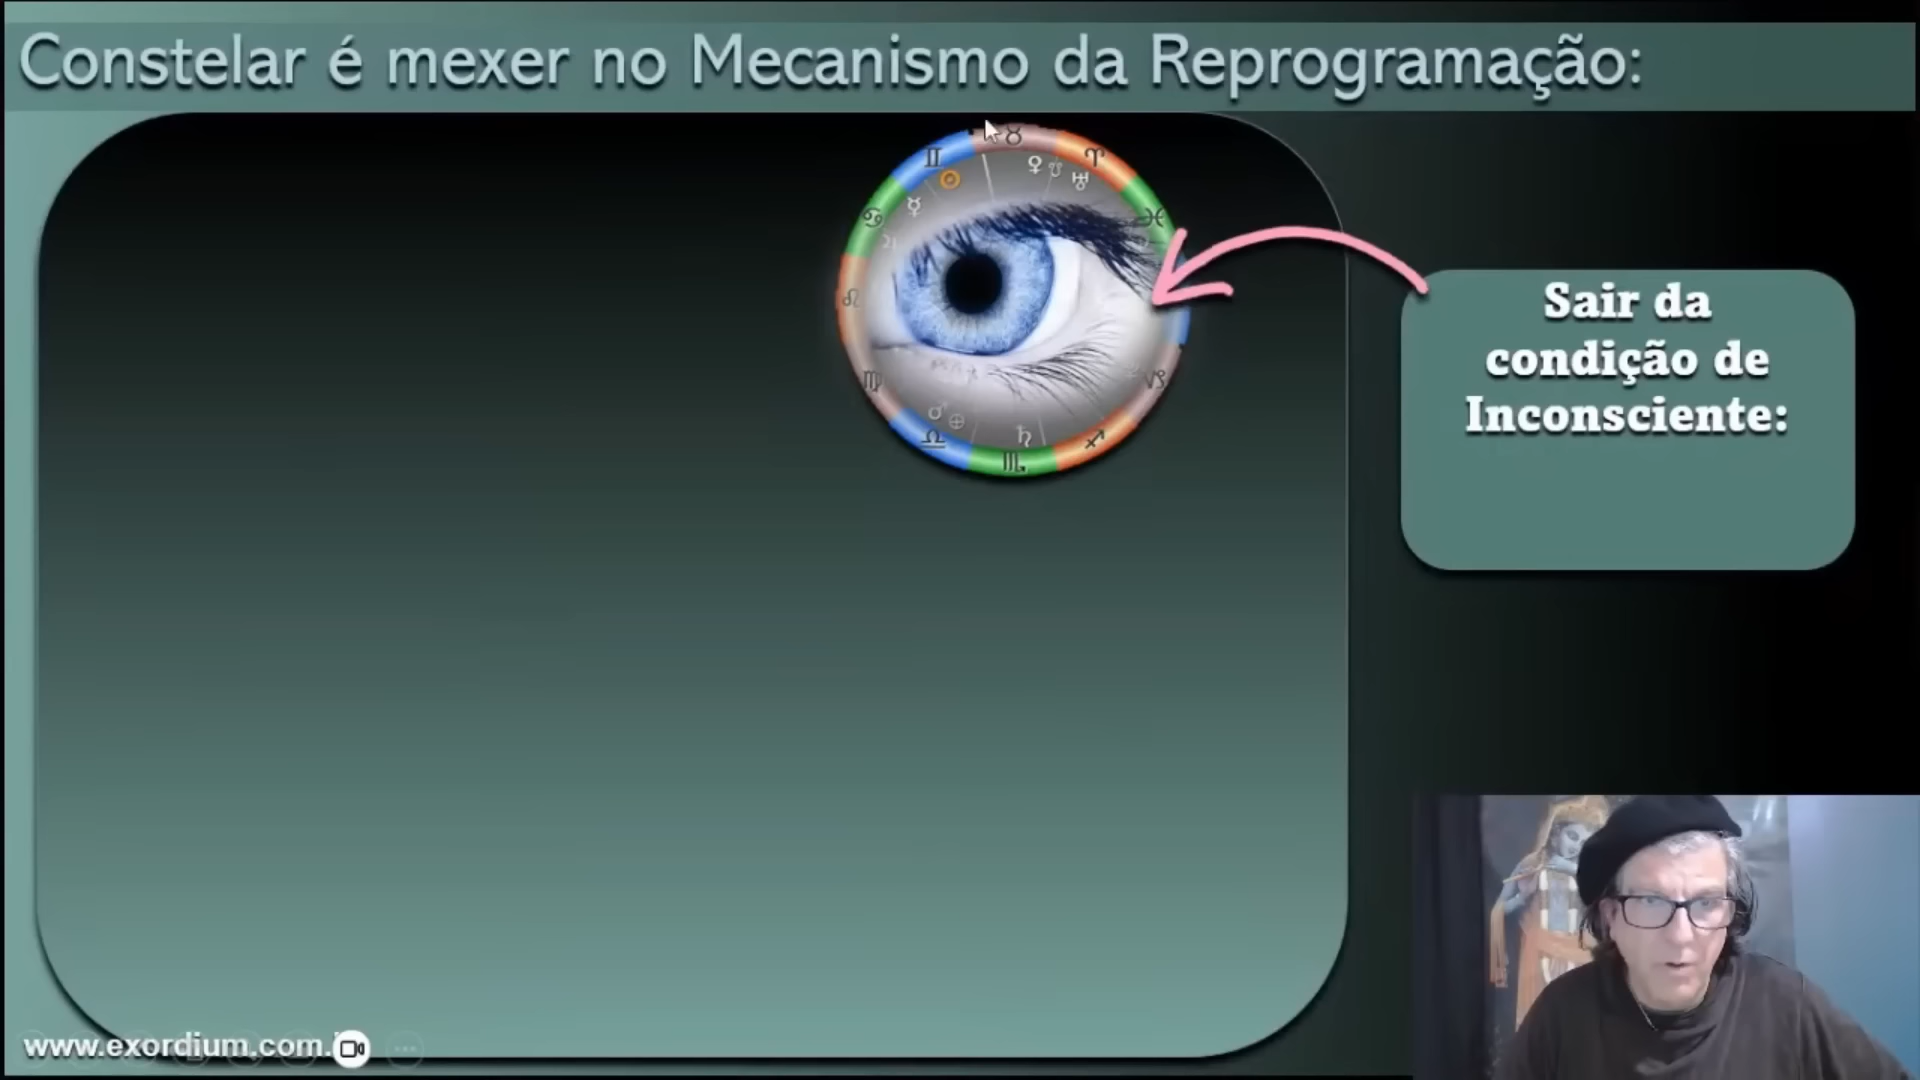 Constelar é mexer no Mecanismo da Reprogramação:
Sair da
condição de
Inconsciente:
www.exordium.com.